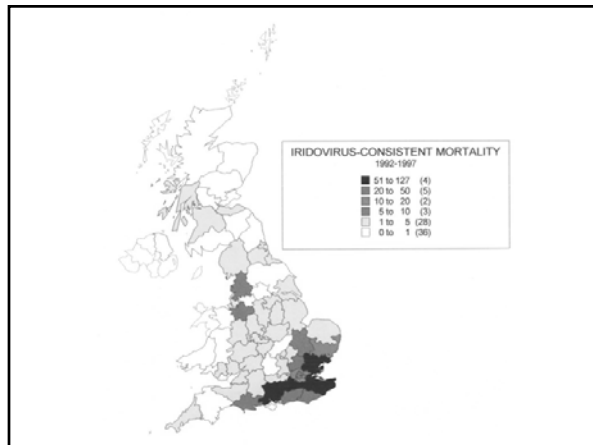 IRIDOVIRUS-CONSISTENT MORTALITY
1992-1997
51 to 127 (4)
20 to 50 (5)
10 to 20 (2)
5 to 10 (3)
1 to 5 (28)
0 to 1 (36)